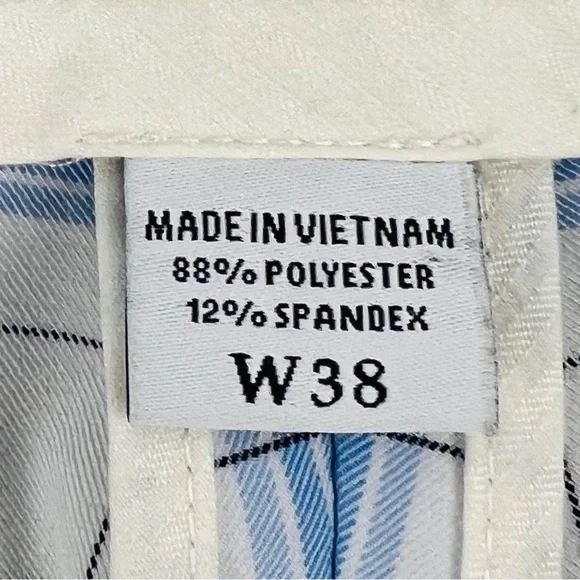 MADE IN VIETNAM
88% POLYESTER
12% SPANDEX
W38